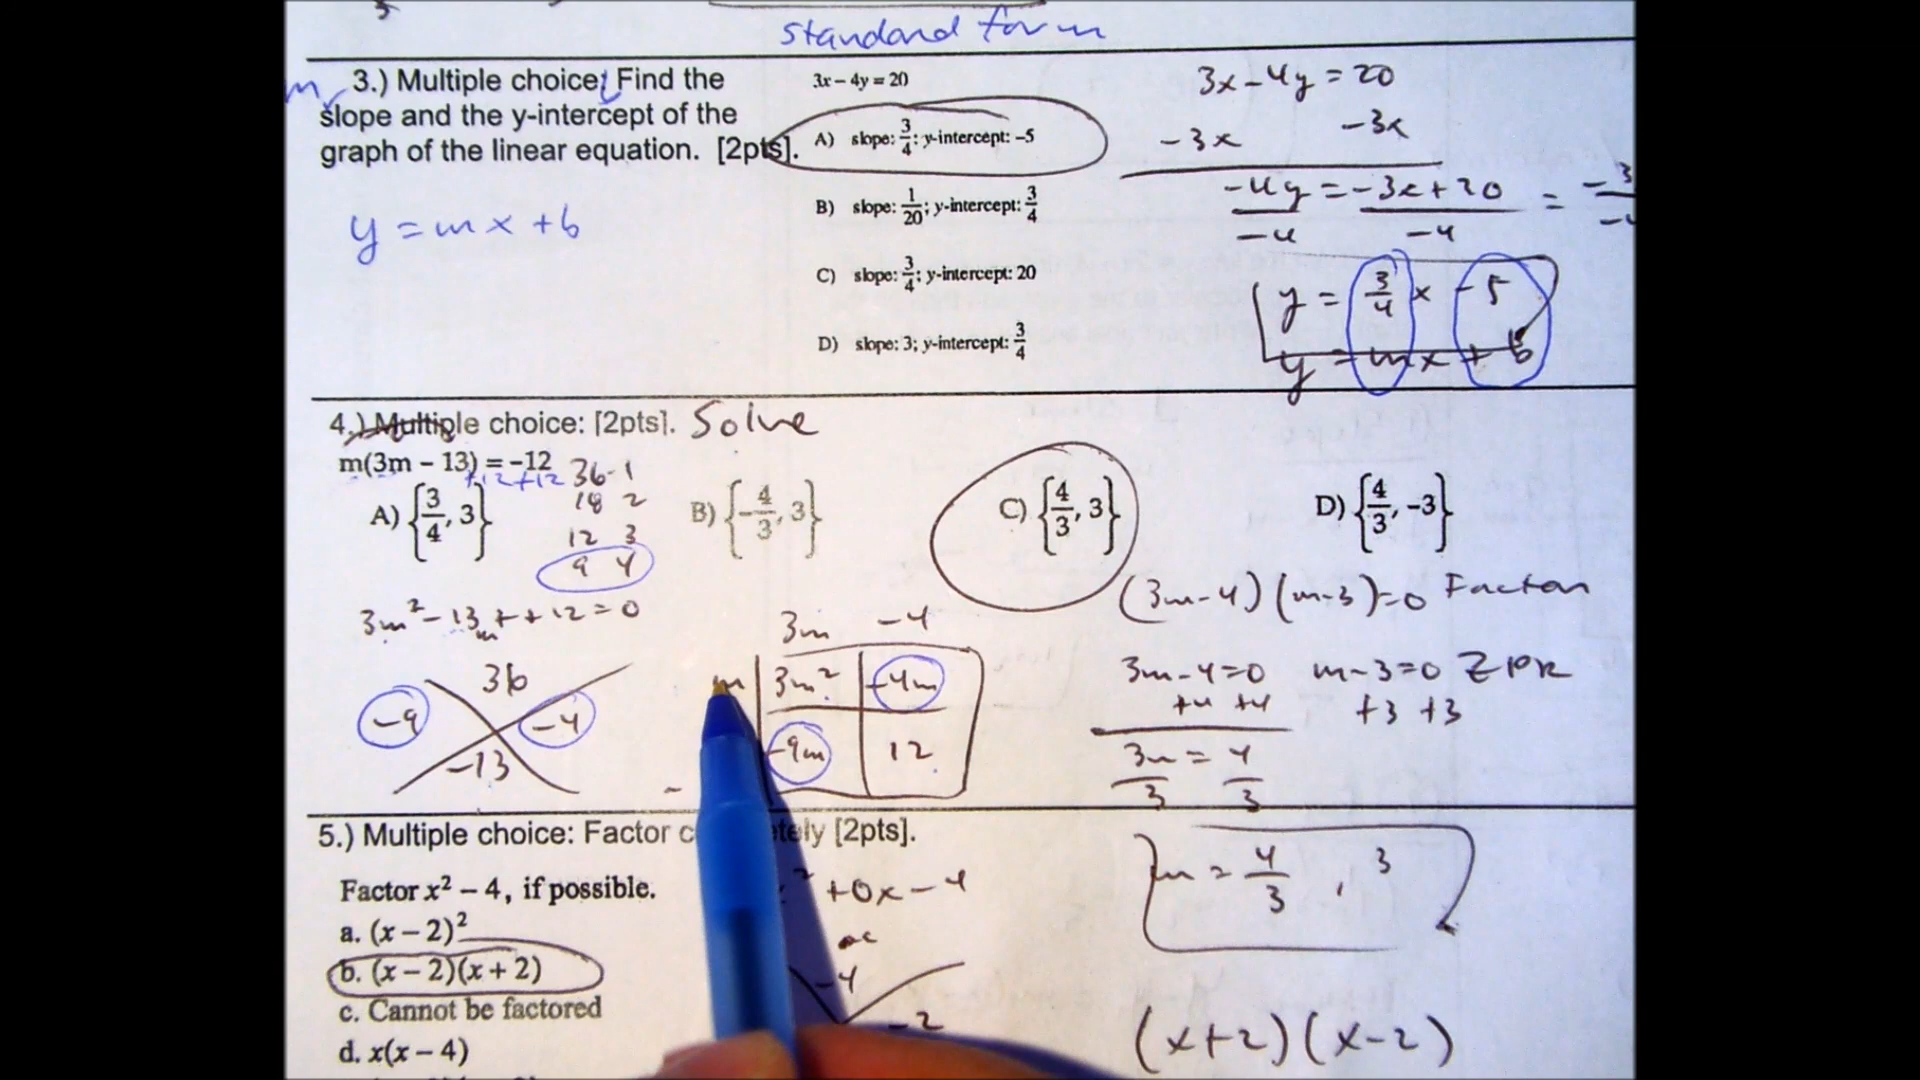 standard form
m 3.) Multiple choice: Find the
slope and the y-intercept of the
graph of the linear equation. [2pts].
y = mx + b
3x – 4y = 20
A) slope: 3/4; y-intercept: –5
B) slope: 1/20; y-intercept: 3/4
C) slope: 3/4; y-intercept: 20
D) slope: 3; y-intercept: 3/4
3x - 4y = 20
-3x -3x
-4y = -3x + 20 =
-4 -4
y = 3/4 x - 5
y = mx + b
4.) Multiple choice: [2pts]. Solve
m(3m – 13) = –12
+12 +12
36 1
18 2
12 3
9 4
A) {3/4, 3}
B) {-4/3, 3}
C) {4/3, 3}
D) {4/3, -3}
3m² - 13m + + 12 = 0
36
-9 -4
-13
3m -4
m 3m² -4m
-9m 12
(3m-4)(m-3)=0 Factor
3m-4=0 m-3=0 ZPR
+4 +4 +3 +3
3m = 4
3 3
m = 4/3 , 3
5.) Multiple choice: Factor c tely [2pts].
Factor x² – 4, if possible.
a. (x – 2)²
b. (x – 2)(x + 2)
c. Cannot be factored
d. x(x – 4)
² +0x - 4
ac
-4
-2
(x+2)(x-2)